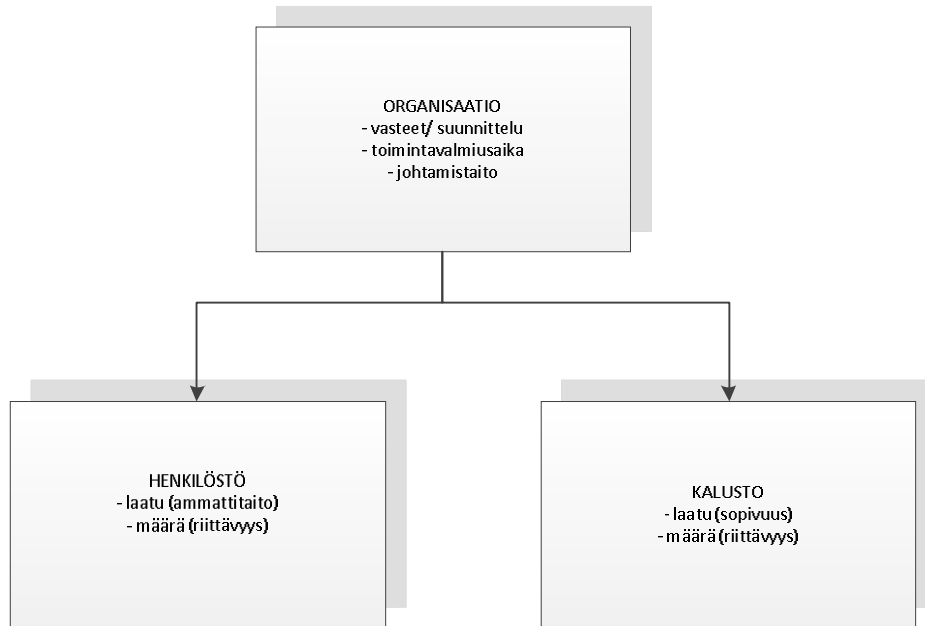 ORGANISAATIO
- vasteet/ suunnittelu
- toimintavalmiusaika
- johtamistaito
HENKILÖSTÖ
- laatu (ammattitaito)
- määrä (riittävyys)
KALUSTO
- laatu (sopivuus)
- määrä (riittävyys)